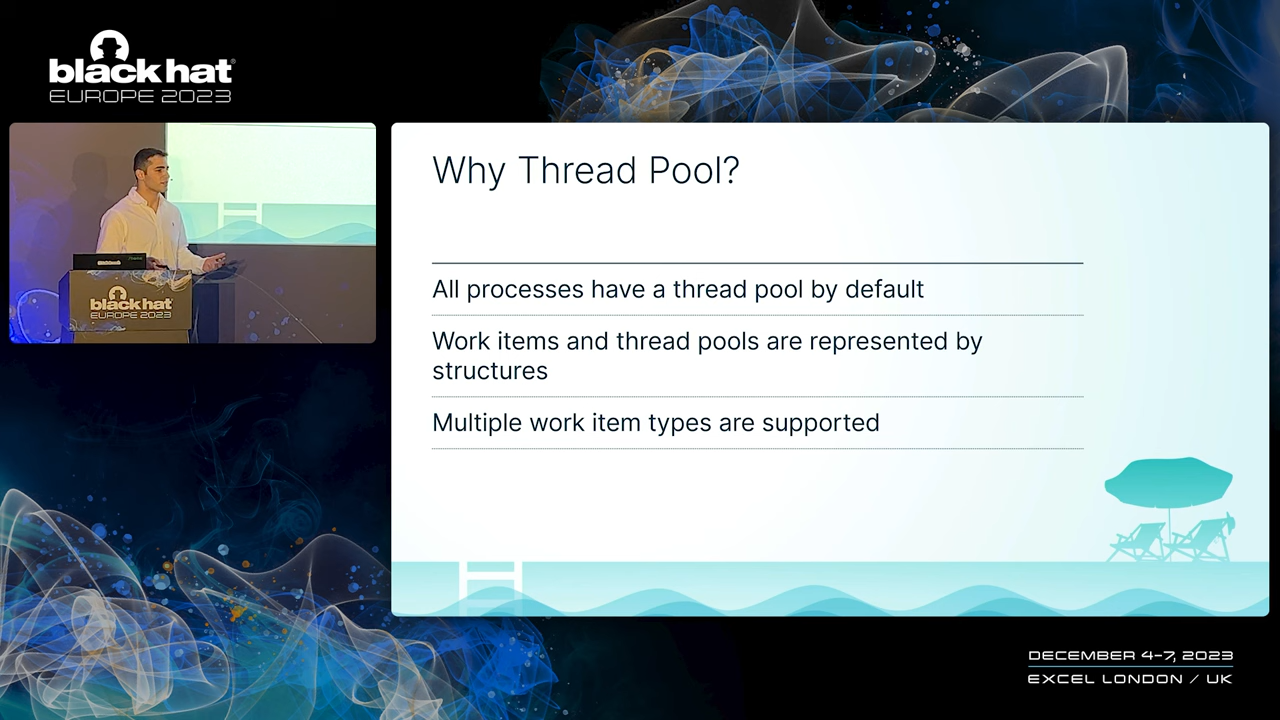 black hat
EUROPE 2023
Why Thread Pool?
All processes have a thread pool by default
Work items and thread pools are represented by
structures
Multiple work item types are supported
black hat
EUROPE 2023
DECEMBER 4-7, 2023
EXCEL LONDON / UK